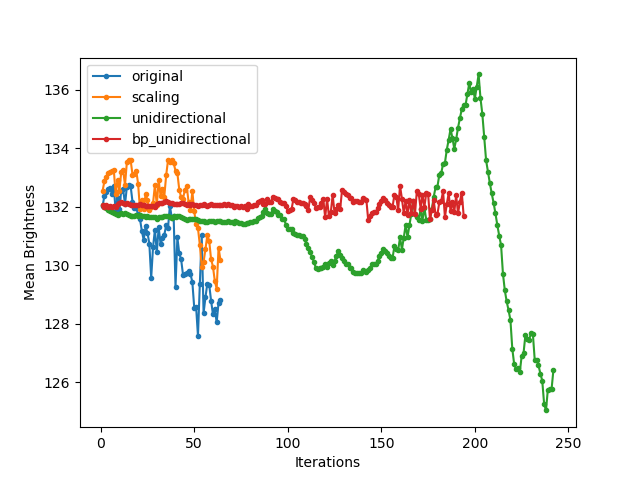 original
scaling
unidirectional
bp_unidirectional
136
134
132
130
128
126
Mean Brightness
0 50 100 150 200 250
Iterations